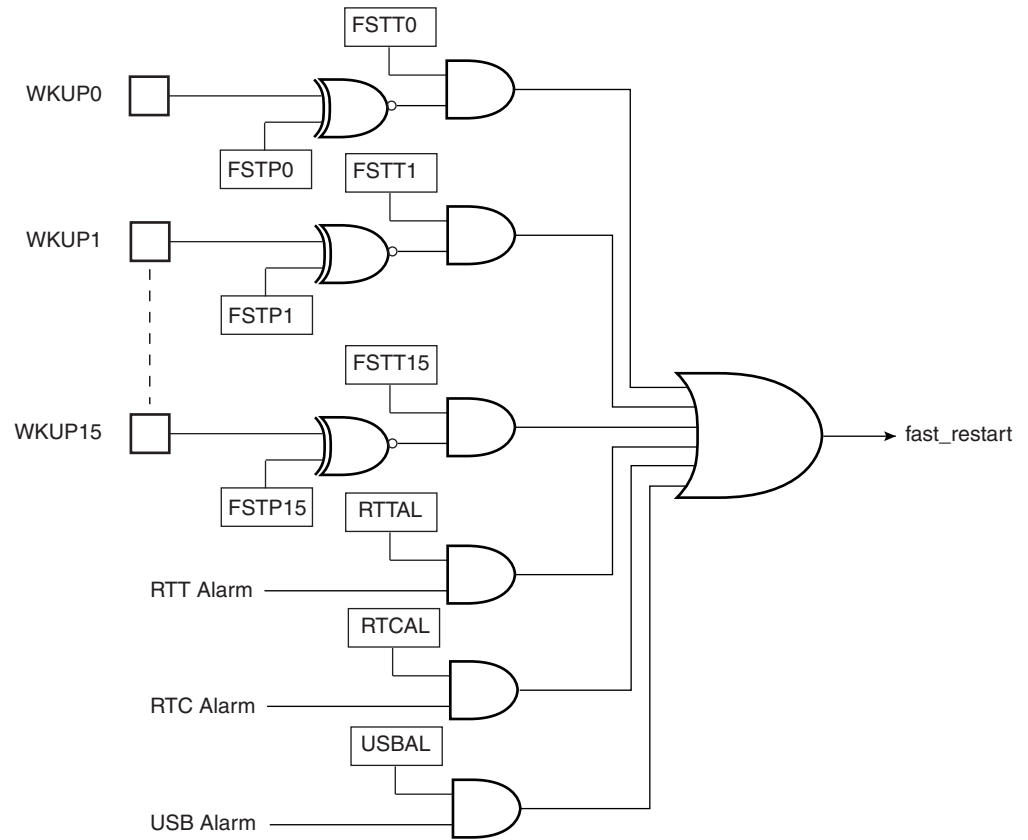 FSTT0
WKUP0
FSTP0
FSTT1
WKUP1
FSTP1
FSTT15
WKUP15
fast_restart
FSTP15
RTTAL
RTT Alarm
RTCAL
RTC Alarm
USBAL
USB Alarm